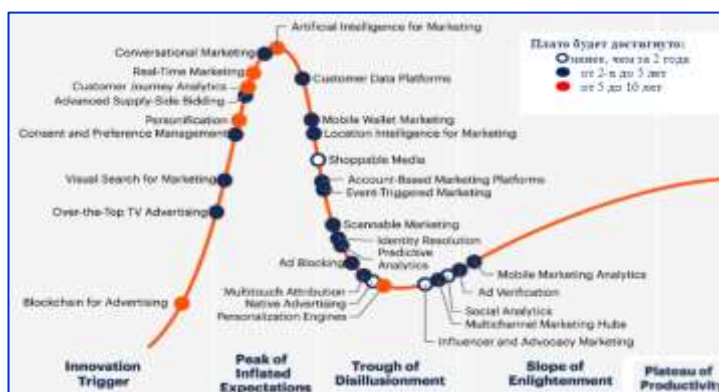 Artificial Intelligence for Marketing
Conversational Marketing
Real-Time Marketing
Customer Journey Analytics
Advanced Supply-Side Bidding
Personification
Consent and Preference Management
Visual Search for Marketing
Over-the-Top TV Advertising
Blockchain for Advertising
Плато будет достигнуто:
менее, чем за 2 года
от 2-х до 5 лет
от 5 до 10 лет
Customer Data Platforms
Mobile Wallet Marketing
Location Intelligence for Marketing
Shoppable Media
Account-Based Marketing Platforms
Event Triggered Marketing
Scannable Marketing
Identity Resolution
Predictive
Analytics
Ad Blocking
Multitouch Attribution
Native Advertising
Personalization Engines
Mobile Marketing Analytics
Ad Verification
Social Analytics
Multichannel Marketing Hubs
Influencer and Advocacy Marketing
Innovation
Trigger
Peak of
Inflated
Expectations
Trough of
Disillusionment
Slope of
Enlightenment
Plateau of
Productivi